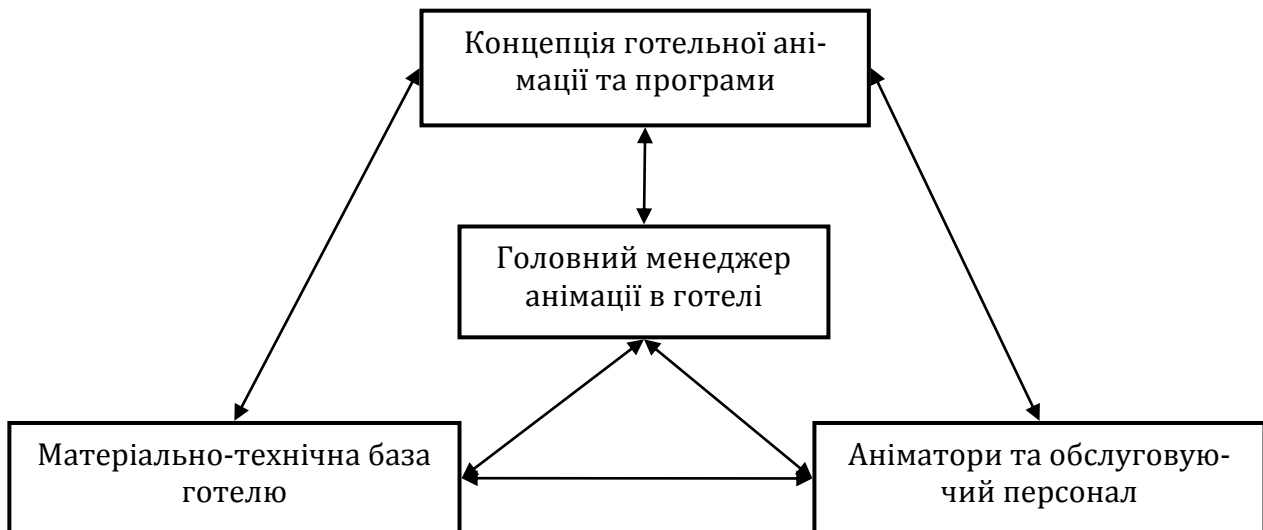 Концепція готельної ані-
мації та програми
Головний менеджер
анімації в готелі
Матеріально-технічна база
готелю
Аніматори та обслуговую-
чий персонал